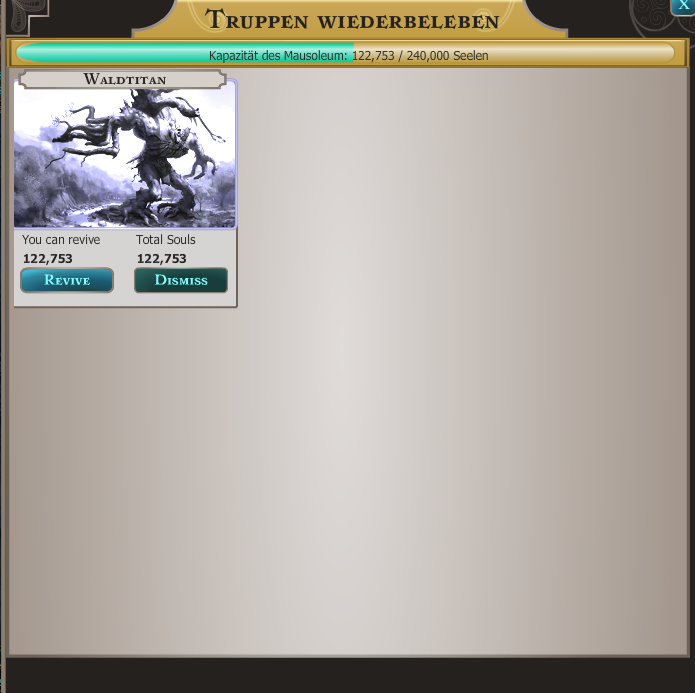 Truppen wiederbeleben
X
Kapazität des Mausoleum: 122,753 / 240,000 Seelen
Waldtitan
You can revive Total Souls
122,753 122,753
Revive Dismiss